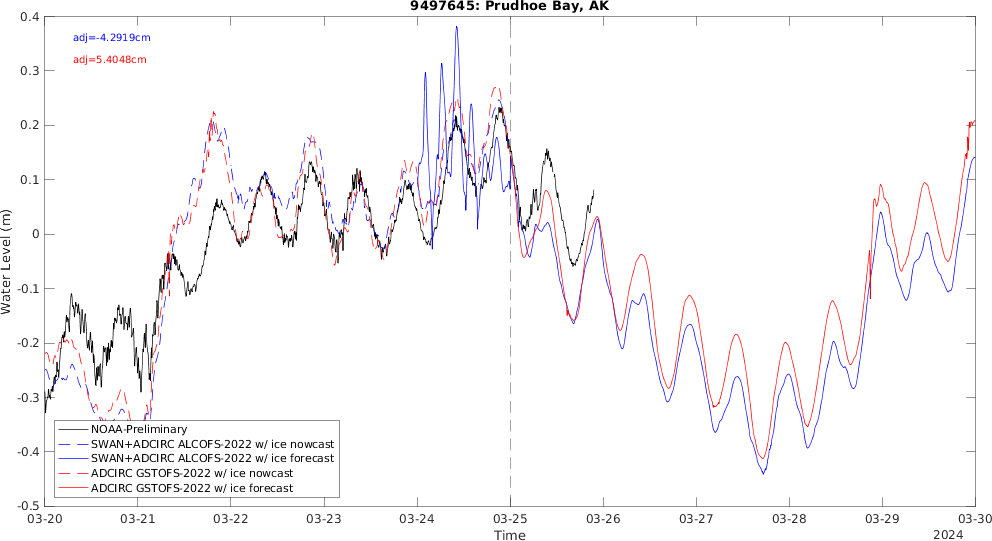 9497645: Prudhoe Bay, AK
adj=-4.2919cm
adj=5.4048cm
Water Level (m)
0.4
0.3
0.2
0.1
0
-0.1
-0.2
-0.3
-0.4
-0.5
NOAA-Preliminary
SWAN+ADCIRC ALCOFS-2022 w/ ice nowcast
SWAN+ADCIRC ALCOFS-2022 w/ ice forecast
ADCIRC GSTOFS-2022 w/ ice nowcast
ADCIRC GSTOFS-2022 w/ ice forecast
03-20 03-21 03-22 03-23 03-24 03-25 03-26 03-27 03-28 03-29 03-30
Time
2024